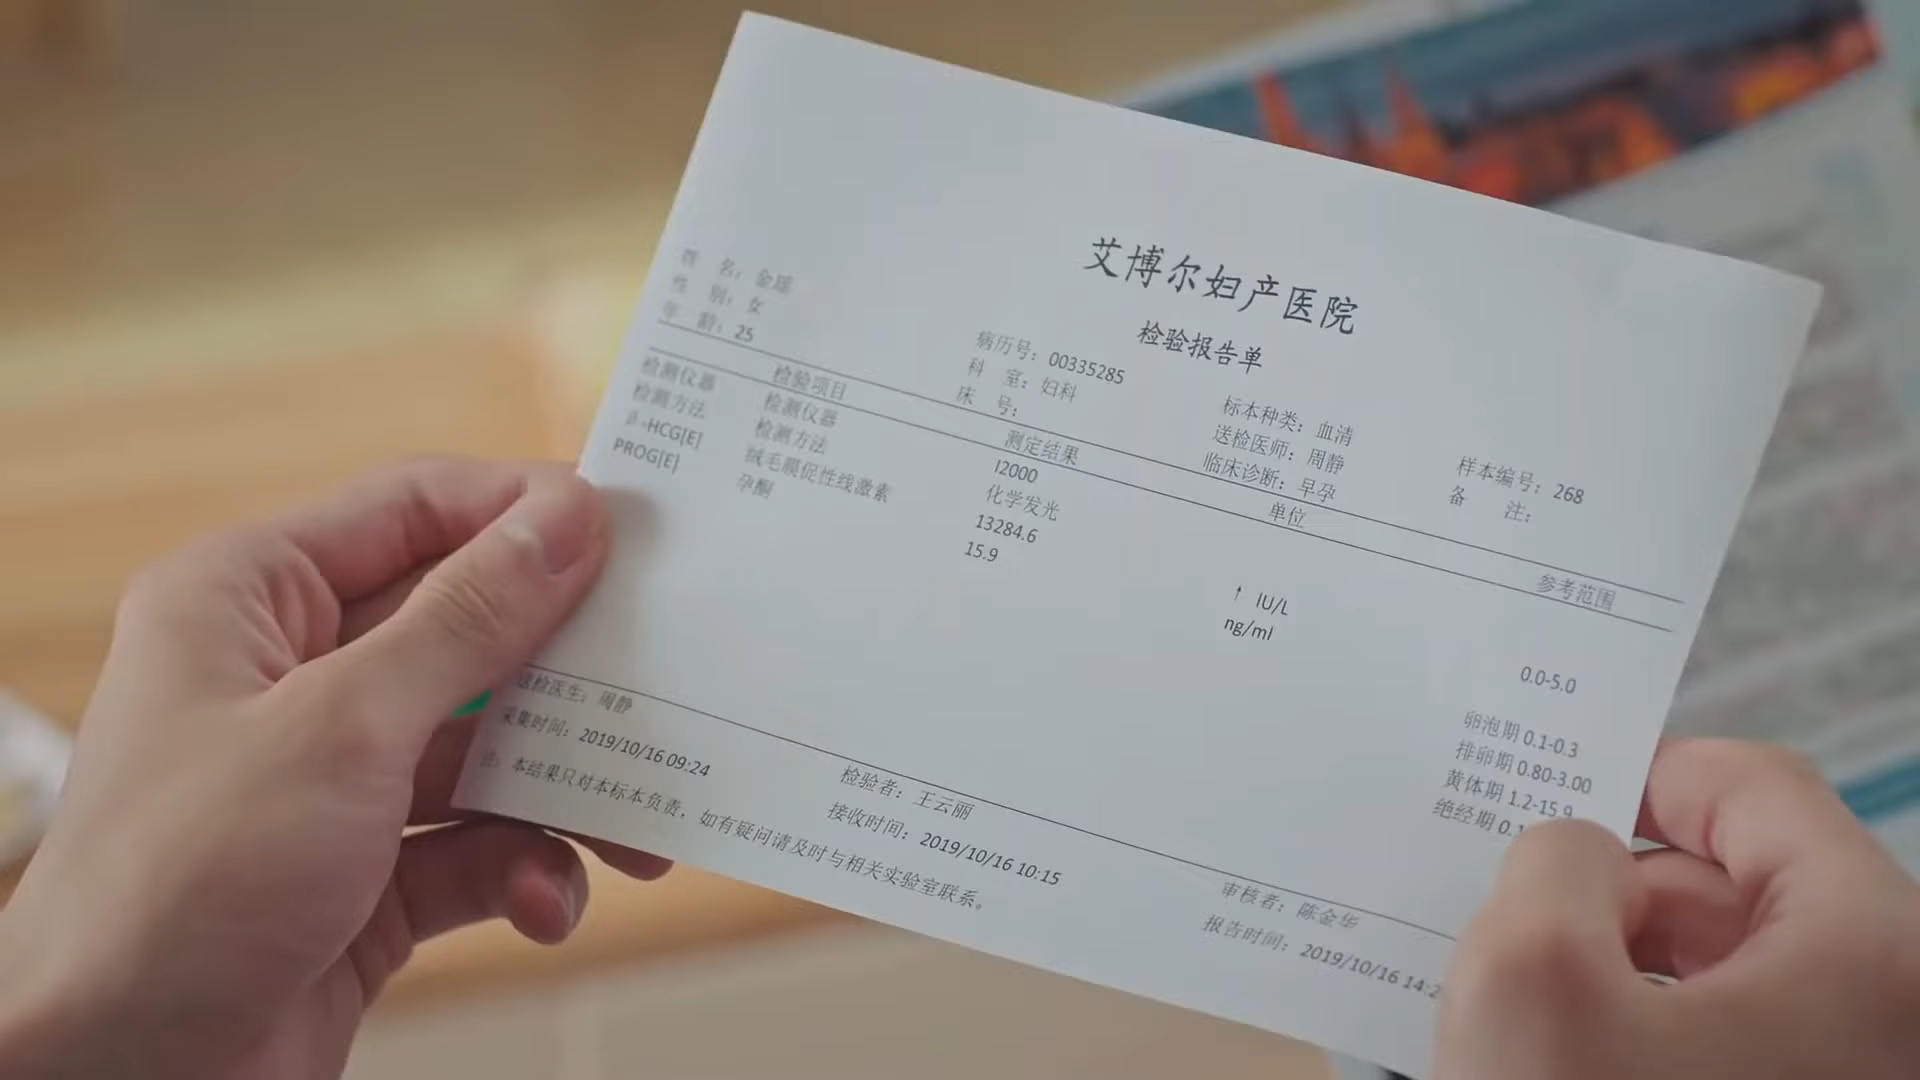 艾博尔妇产医院
检验报告单
姓 名：金瑶 病历号：00335285 标本种类：血清 样本编号：268
性 别：女 科 室：妇科 送检医师：周静 备 注：
年 龄：25 床 号： 临床诊断：早孕
检验项目 测定结果 单位 参考范围
检测仪器 检测仪器 I2000
检测方法 检测方法 化学发光
β-HCG[E] 绒毛膜促性线激素 13284.6 ↑ IU/L 0.0-5.0
PROG[E] 孕酮 15.9 ng/ml 卵泡期 0.1-0.3
排卵期 0.80-3.00
黄体期 1.2-15.9
绝经期 0.1
送检医生：周静 检验者：王云丽 审核者：陈金华
采集时间：2019/10/16 09:24 接收时间：2019/10/16 10:15 报告时间：2019/10/16 14:2
注：本结果只对本标本负责，如有疑问请及时与相关实验室联系。